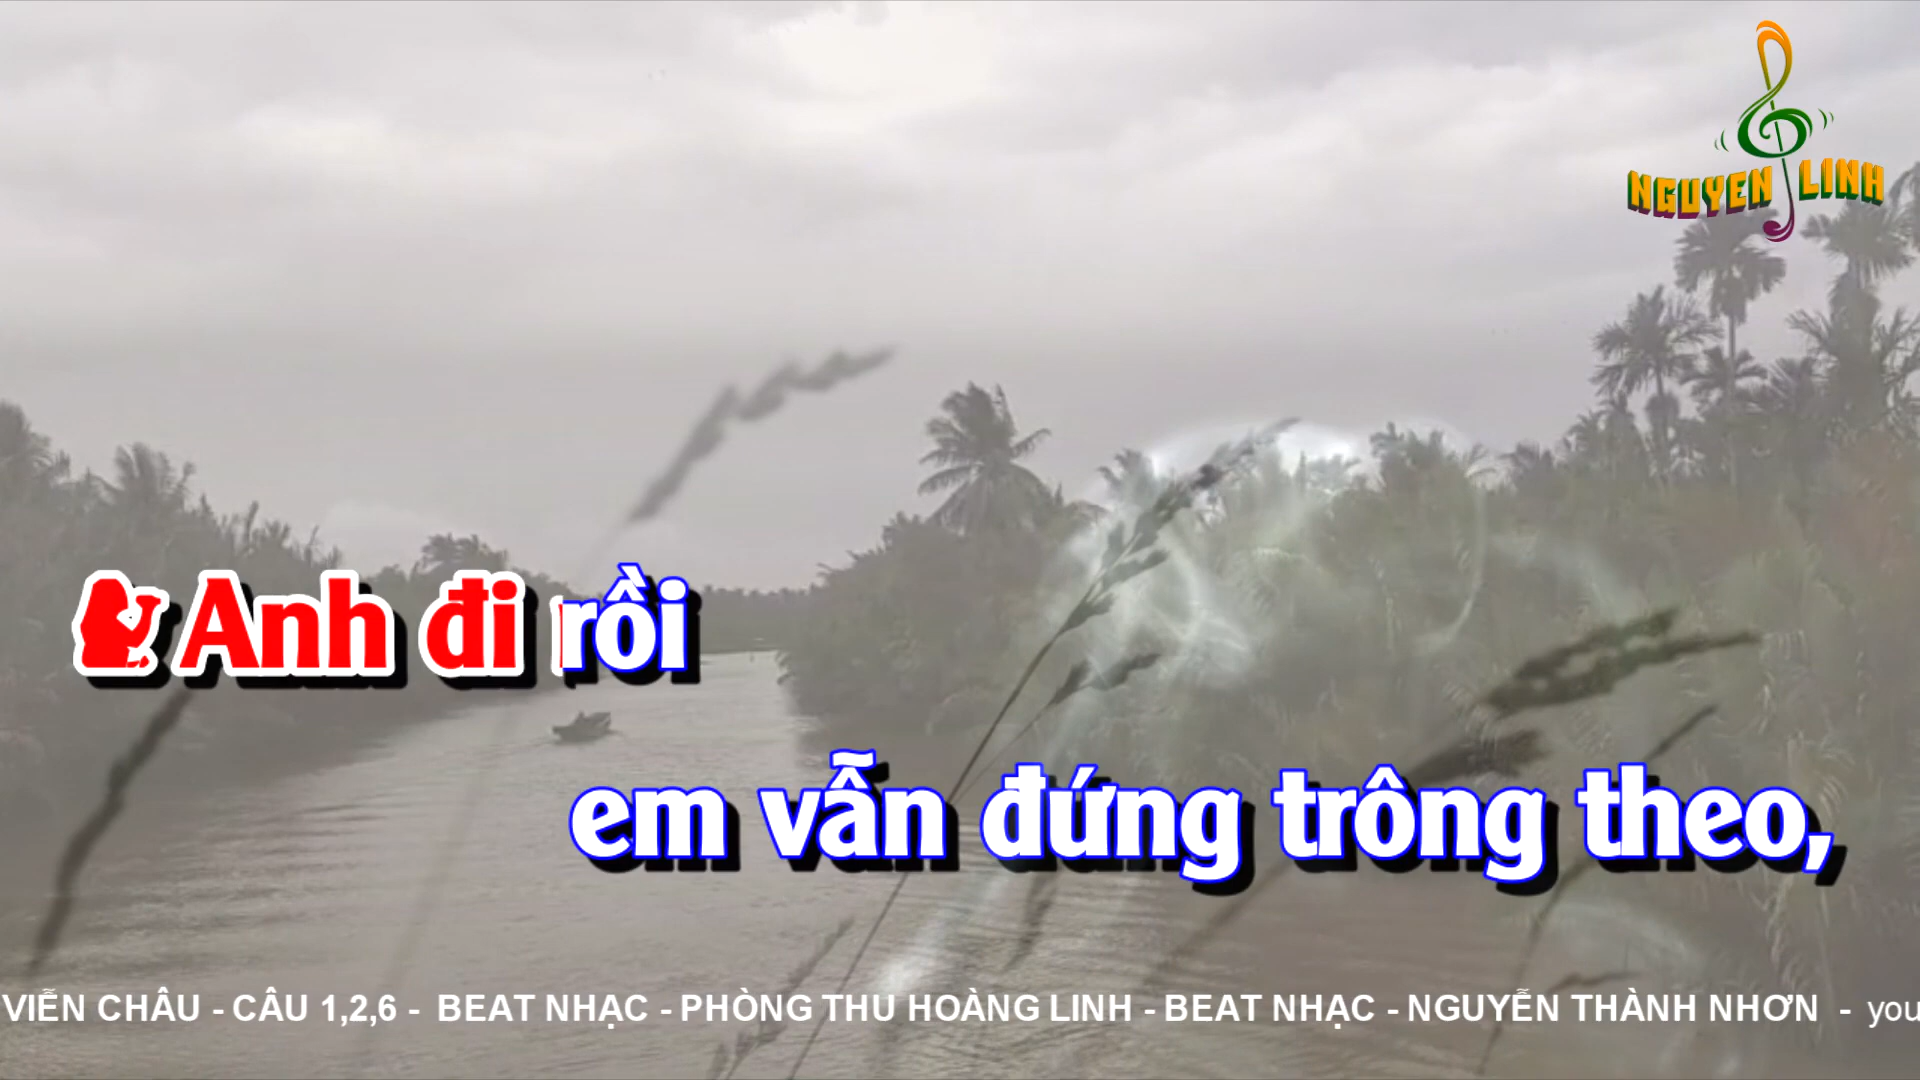 NGUYEN LINH
Anh đi rồi
em vẫn đứng trông theo,
VIỄN CHÂU - CÂU 1,2,6 - BEAT NHẠC - PHÒNG THU HOÀNG LINH - BEAT NHẠC - NGUYỄN THÀNH NHƠN - you